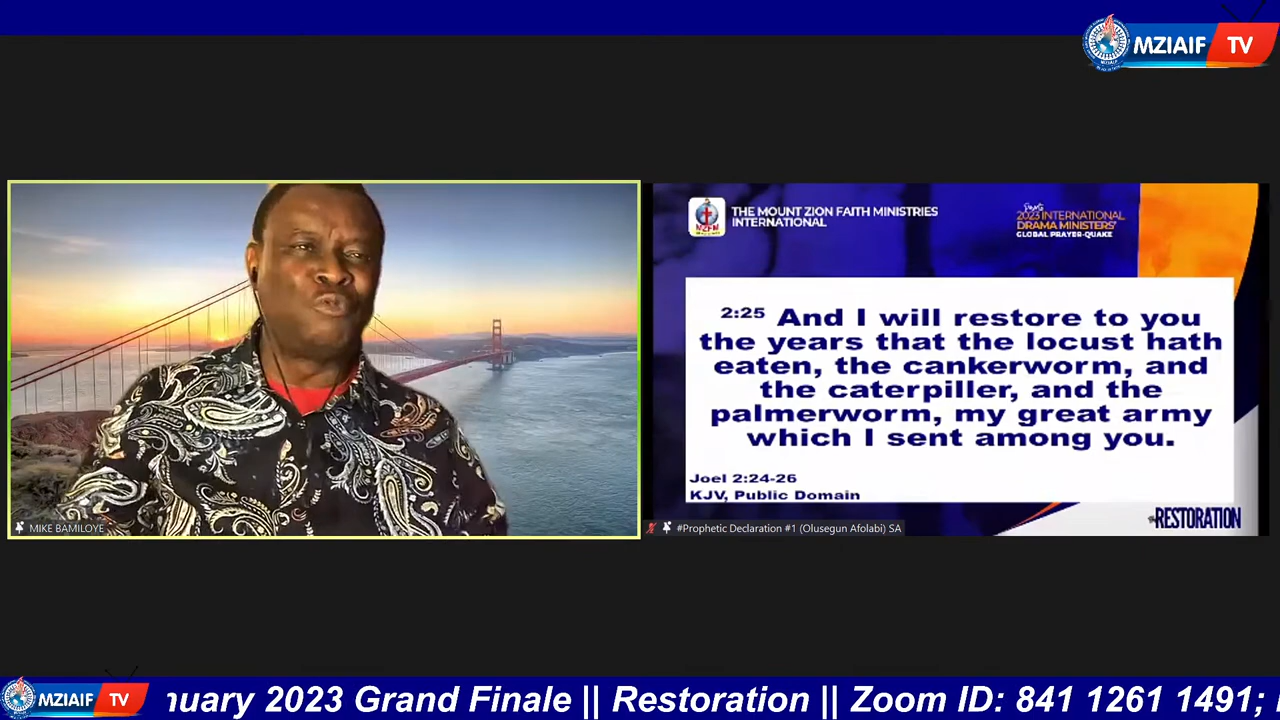 MZIAIF TV
THE MOUNT ZION FAITH MINISTRIES
INTERNATIONAL
2023 INTERNATIONAL
DRAMA MINISTERS'
GLOBAL PRAYER-QUAKE
MZFM
2:25 And I will restore to you
the years that the locust hath
eaten, the cankerworm, and
the caterpiller, and the
palmerworm, my great army
which I sent among you.
Joel 2:24-26
KJV, Public Domain
RESTORATION
MIKE BAMILOYE
#Prophetic Declaration #1 (Olusegun Afolabi) SA
MZIAIF TV
nuary 2023 Grand Finale || Restoration || Zoom ID: 841 1261 1491;